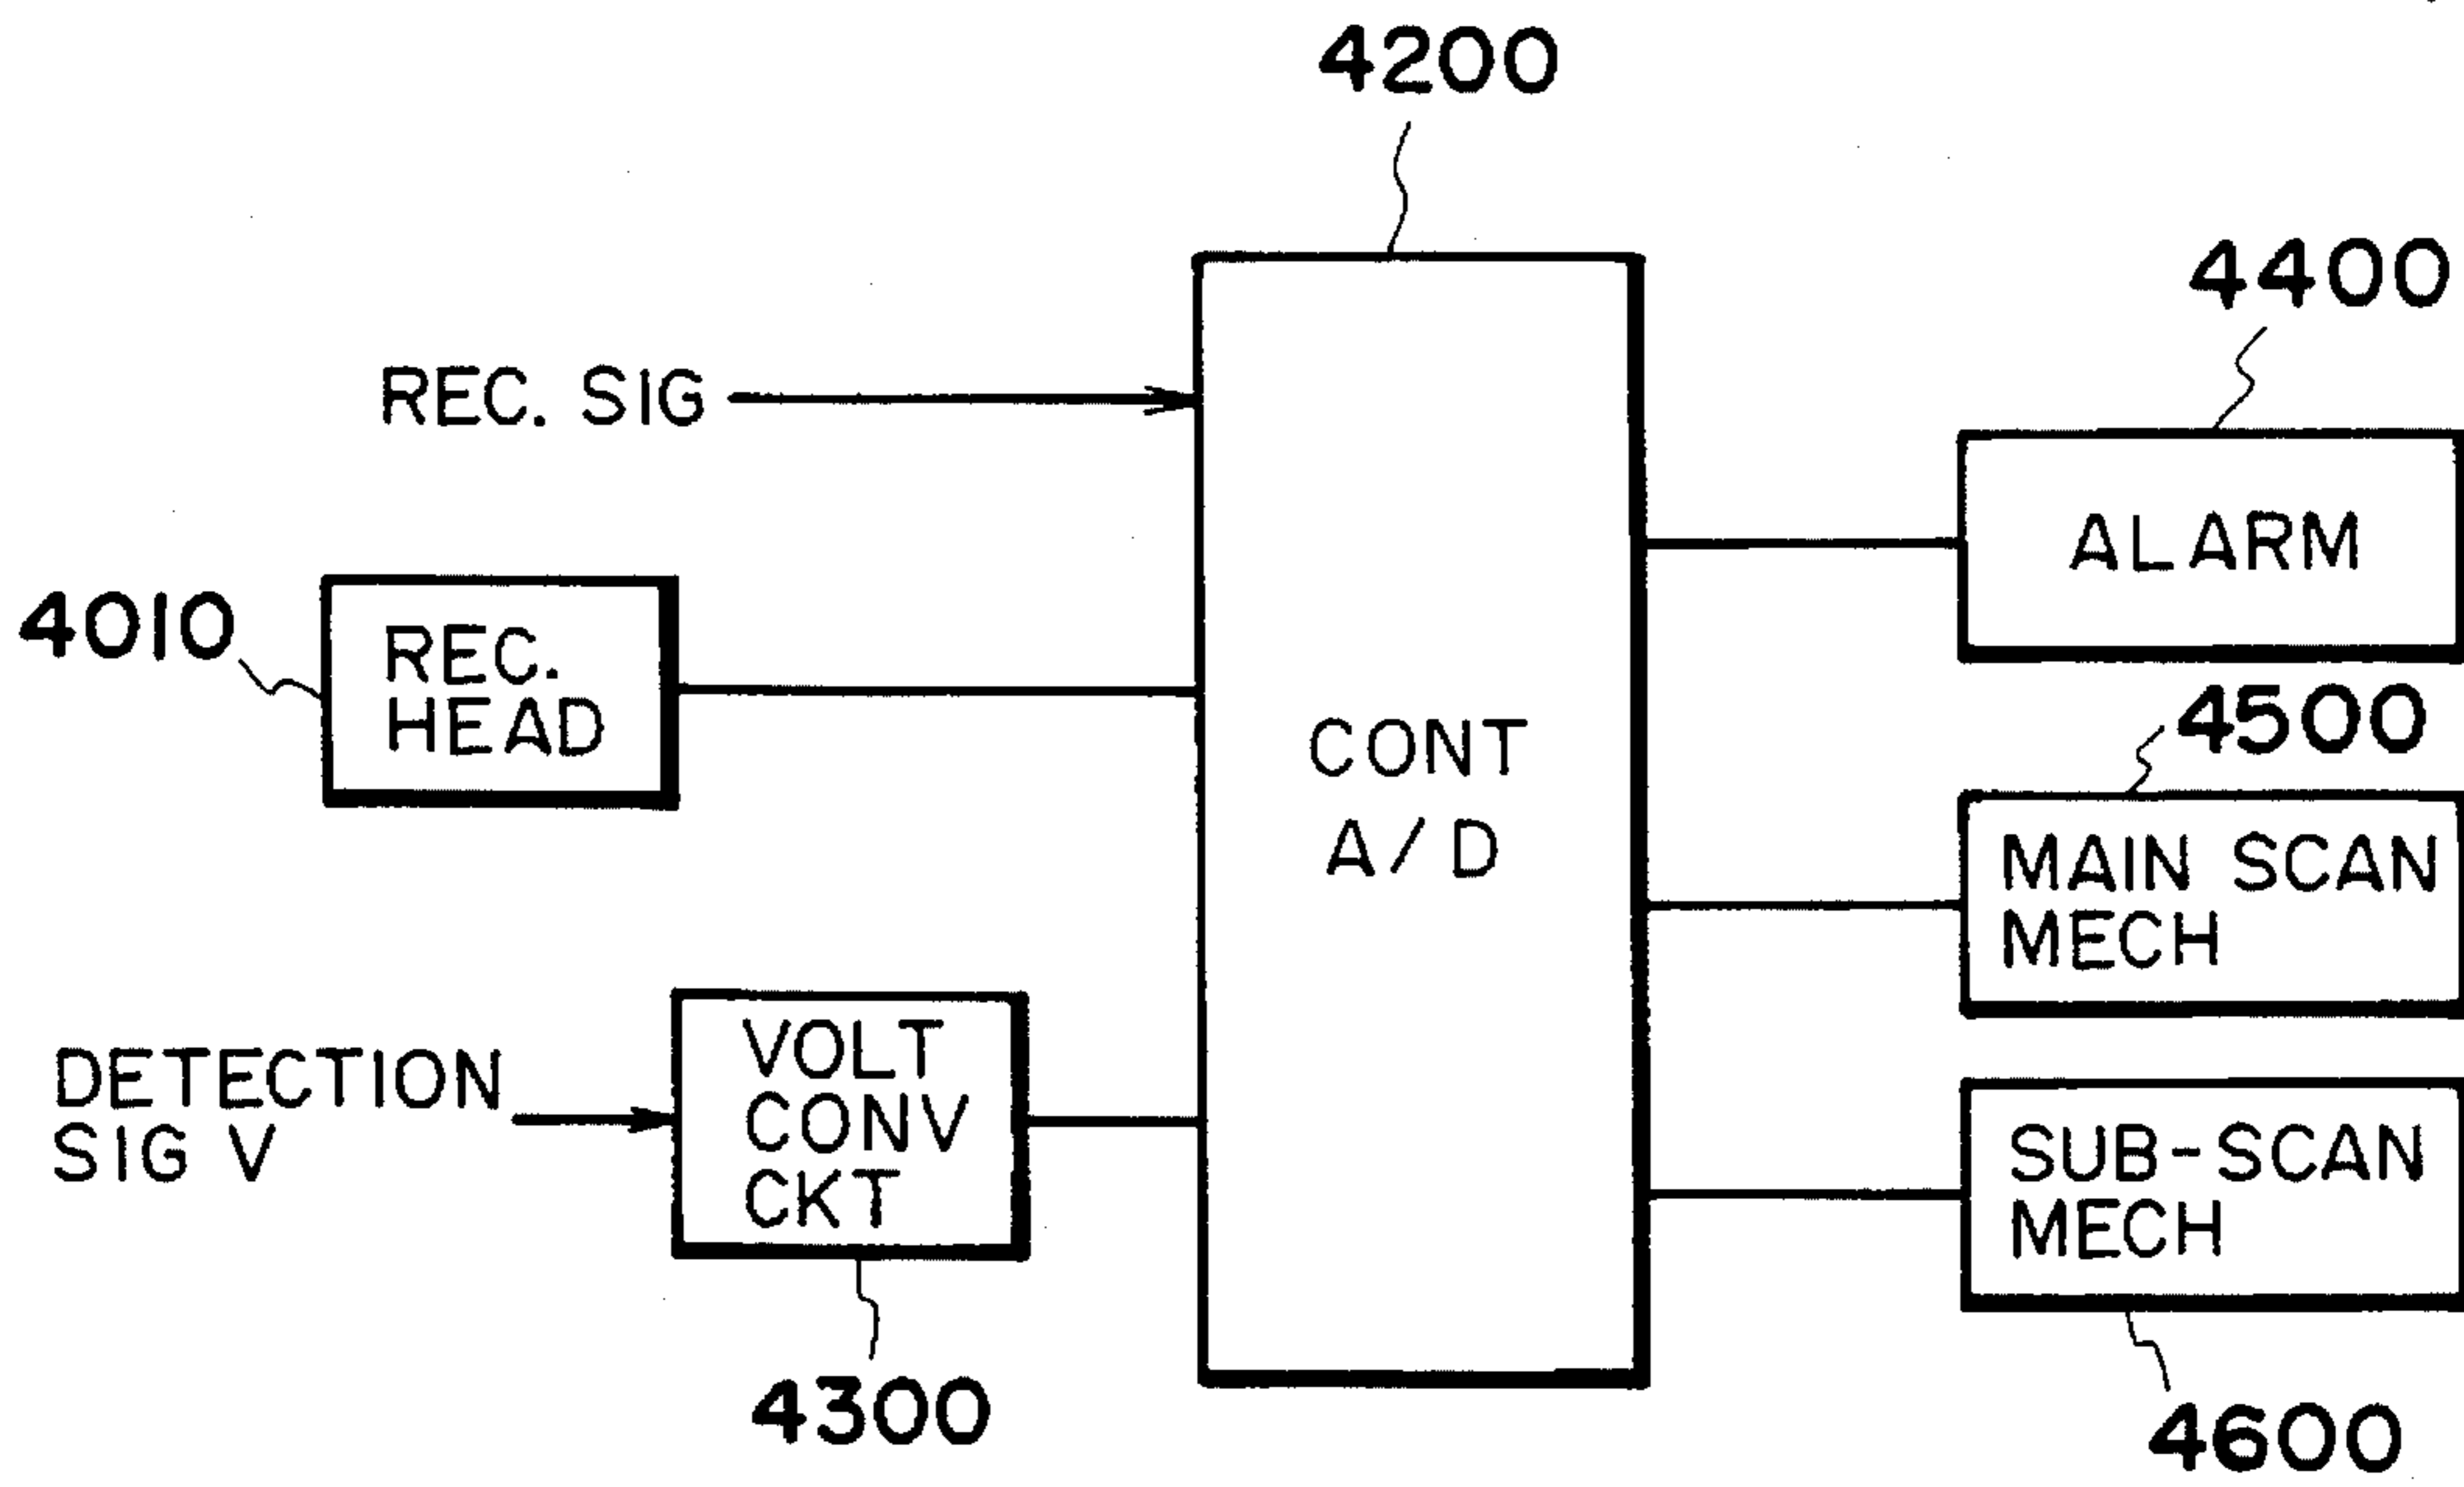 4200
4400
REC. SIG
ALARM
4010
REC.
HEAD
4500
CONT
A/D
MAIN SCAN
MECH
VOLT
CONV
CKT
DETECTION
SIG V
SUB-SCAN
MECH
4300
4600